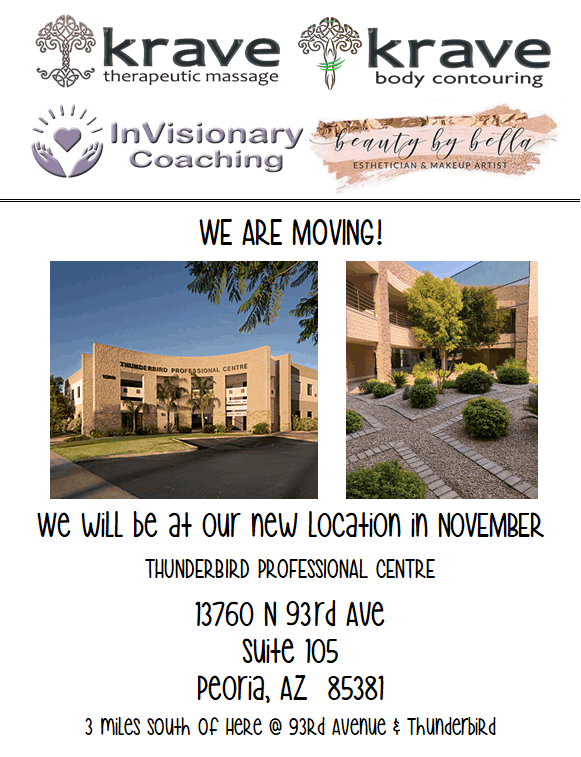 krave
therapeutic massage
krave
body contouring
InVisionary
Coaching
beauty by bella
ESTHETICIAN & MAKEUP ARTIST
WE ARE MOVING!
THUNDERBIRD PROFESSIONAL CENTRE
We will be at our new location in NOVEMBER
THUNDERBIRD PROFESSIONAL CENTRE
13760 N 93rd Ave
Suite 105
Peoria, AZ 85381
3 miles South of Here @ 93rd Avenue & Thunderbird